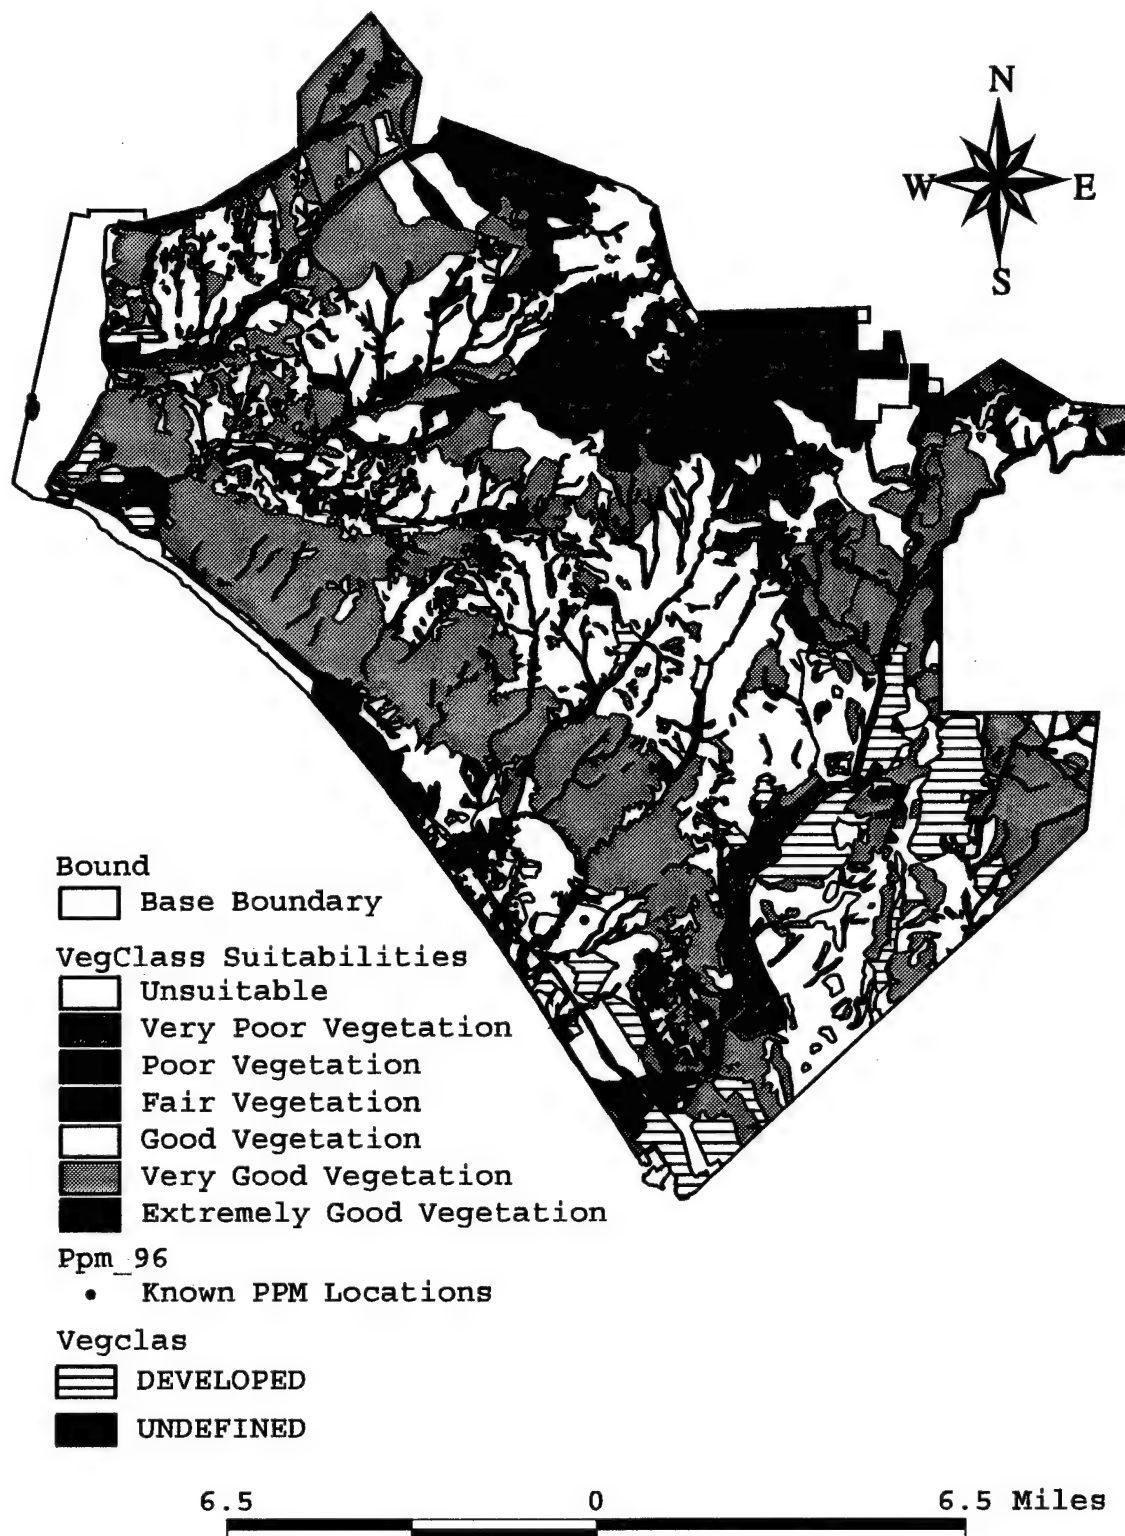 N
W E
S
Bound
Base Boundary
VegClass Suitabilities
Unsuitable
Very Poor Vegetation
Poor Vegetation
Fair Vegetation
Good Vegetation
Very Good Vegetation
Extremely Good Vegetation
Ppm_96
Known PPM Locations
Vegclas
DEVELOPED
UNDEFINED
6.5 0 6.5 Miles